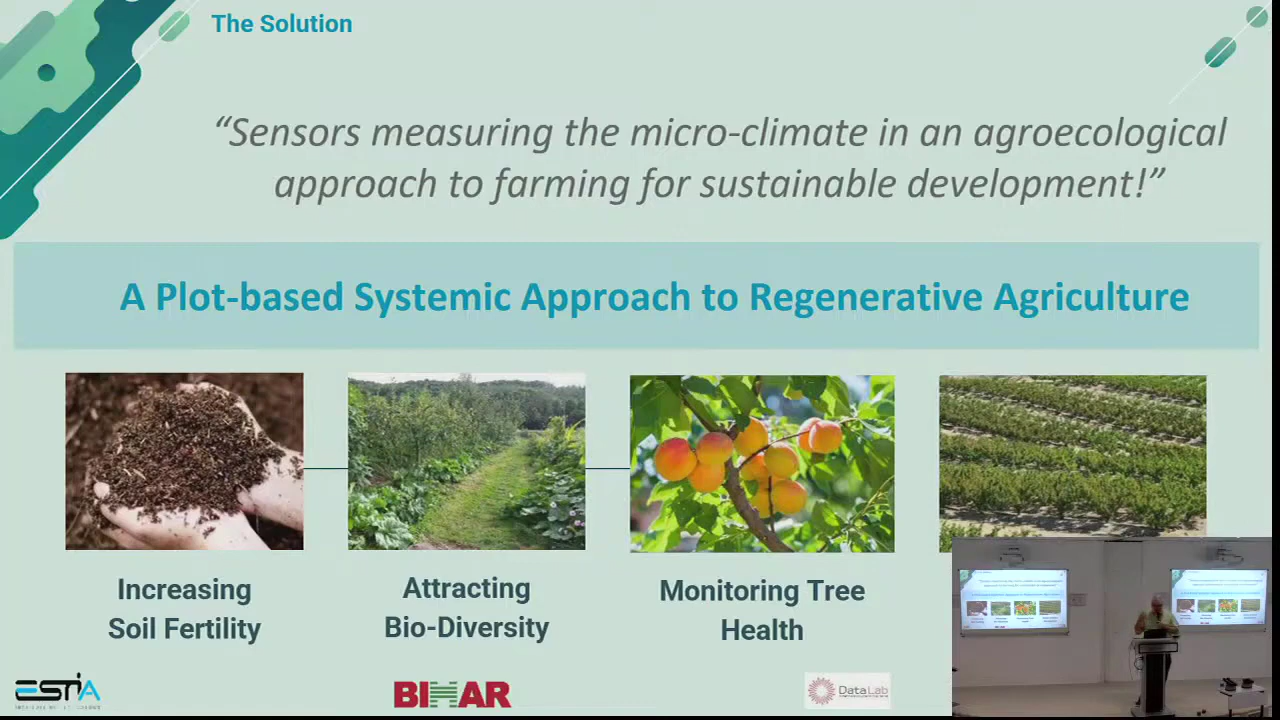 The Solution
“Sensors measuring the micro-climate in an agroecological
approach to farming for sustainable development!”
A Plot-based Systemic Approach to Regenerative Agriculture
Increasing
Soil Fertility
Attracting
Bio-Diversity
Monitoring Tree
Health
ESTIA
BIHAR
DataLab